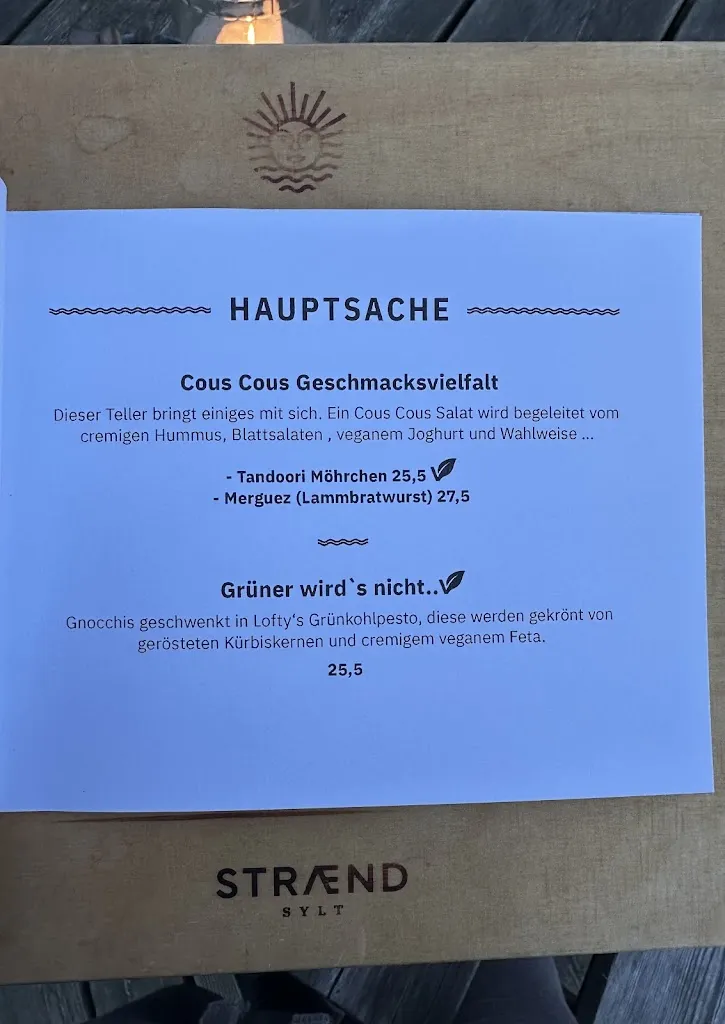 HAUPTSACHE
Cous Cous Geschmacksvielfalt
Dieser Teller bringt einiges mit sich. Ein Cous Cous Salat wird begeleitet vom
cremigen Hummus, Blattsalaten , veganem Joghurt und Wahlweise ...
- Tandoori Möhrchen 25,5
- Merguez (Lammbratwurst) 27,5
Grüner wird`s nicht..
Gnocchis geschwenkt in Lofty‘s Grünkohlpesto, diese werden gekrönt von
gerösteten Kürbiskernen und cremigem veganem Feta.
25,5
STRÆND
SYLT